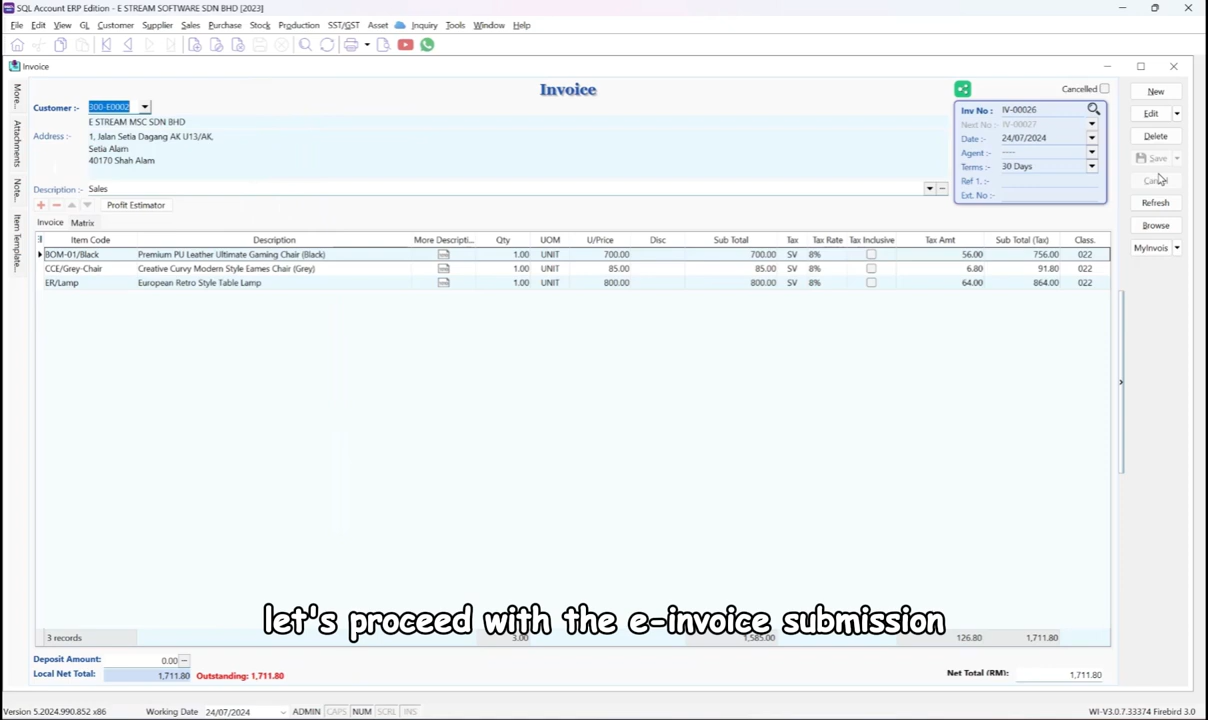 SQL Account ERP Edition - E STREAM SOFTWARE SDN BHD [2023]
File Edit View GL Customer Supplier Sales Stock Purchase Production SST/GST Asset Inquiry Tools Window Help
Invoice
Invoice
Cancelled
More...
Attachments
Note...
Item Template...
Customer :- 300-E0002
E STREAM MSC SDN BHD
Address :- 1, Jalan Setia Dagang AK U13/AK,
Setia Alam
40170 Shah Alam
Description :- Sales
Inv No : IV-00026
Next No : IV-00027
Date :- 24/07/2024
Agent :- ----
Terms :- 30 Days
Ref 1. :-
Ext. No :-
New
Edit
Delete
Save
Cancel
Refresh
Browse
MyInvois
Profit Estimator
Invoice Matrix
Item Code Description More Descripti... Qty UOM U/Price Disc Sub Total Tax Tax Rate Tax Inclusive Tax Amt Sub Total (Tax) Class.
BOM-01/Black Premium PU Leather Ultimate Gaming Chair (Black) 1.00 UNIT 700.00 700.00 SV 8% 56.00 756.00 022
CCE/Grey-Chair Creative Curvy Modern Style Eames Chair (Grey) 1.00 UNIT 85.00 85.00 SV 8% 6.80 91.80 022
ER/Lamp European Retro Style Table Lamp 1.00 UNIT 800.00 800.00 SV 8% 64.00 864.00 022
let's proceed with the e-invoice submission
3 records 3.00 1,585.00 126.80 1,711.80
Deposit Amount: 0.00
Local Net Total: 1,711.80 Outstanding: 1,711.80 Net Total (RM): 1,711.80
Version 5.2024.990.852 x86 Working Date 24/07/2024 ADMIN CAPS NUM SCRL INS WI-V3.0.7.33374 Firebird 3.0